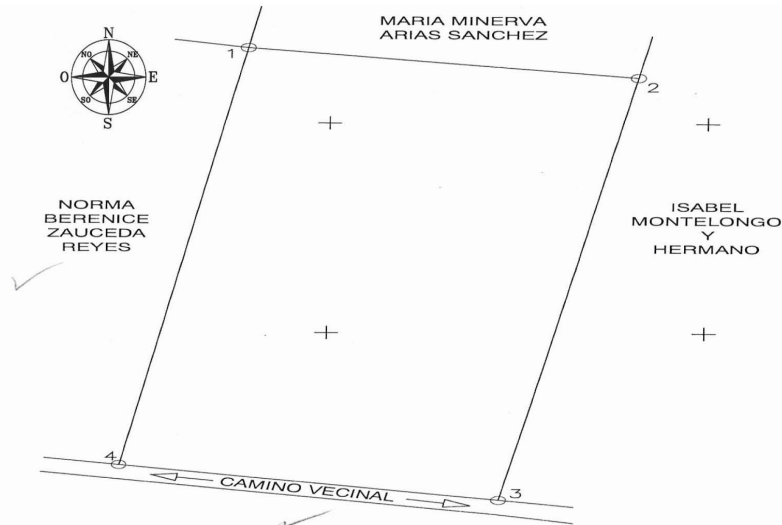 MARIA MINERVA
ARIAS SANCHEZ
N
NO NE
O E
SO SE
S
1
2
NORMA
BERENICE
ZAUCEDA
REYES
ISABEL
MONTELONGO
Y
HERMANO
4
CAMINO VECINAL
3